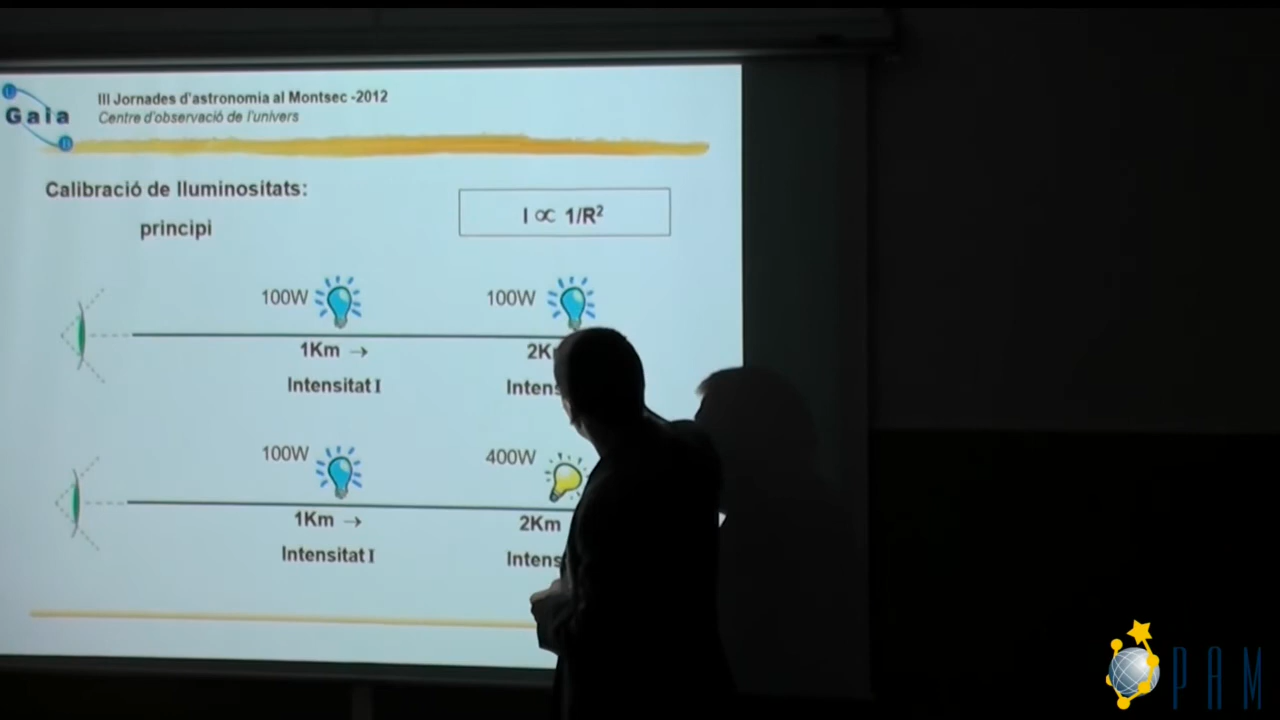 Gaia
III Jornades d'astronomia al Montsec -2012
Centre d'observació de l'univers
Calibració de lluminositats:
principi
I ∝ 1/R²
100W
100W
1Km →
Intensitat I
100W
400W
1Km →
2Km
Intensitat I
PAM